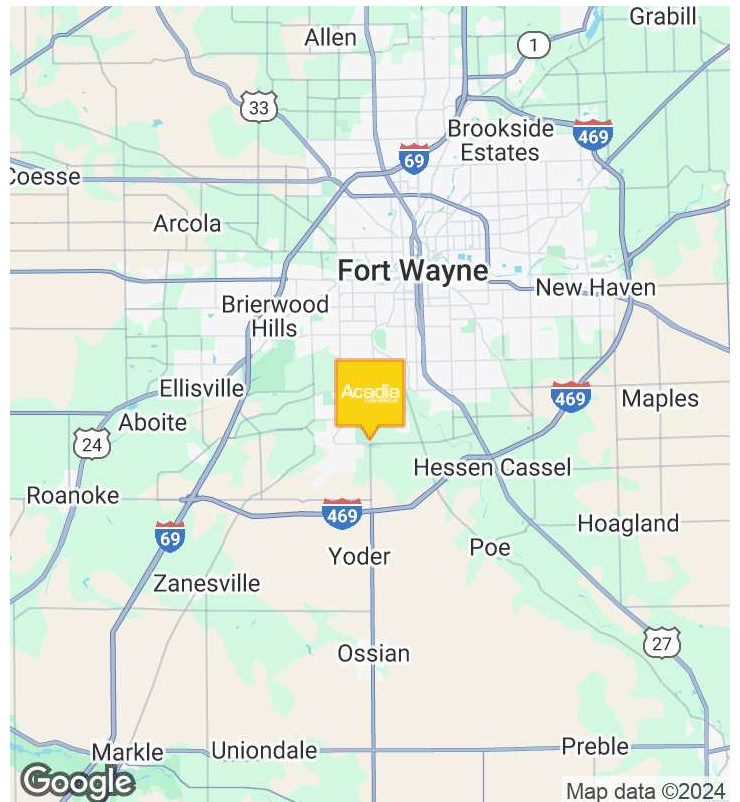 Grabill
Allen
1
33
Brookside
Estates
469
69
Coesse
Arcola
Fort Wayne
New Haven
Brierwood
Hills
Ellisville
Acadia
469
Maples
Aboite
24
Hessen Cassel
Roanoke
469
Hoagland
69
Yoder
Poe
Zanesville
27
Ossian
Markle
Uniondale
Preble
Google
Map data ©2024